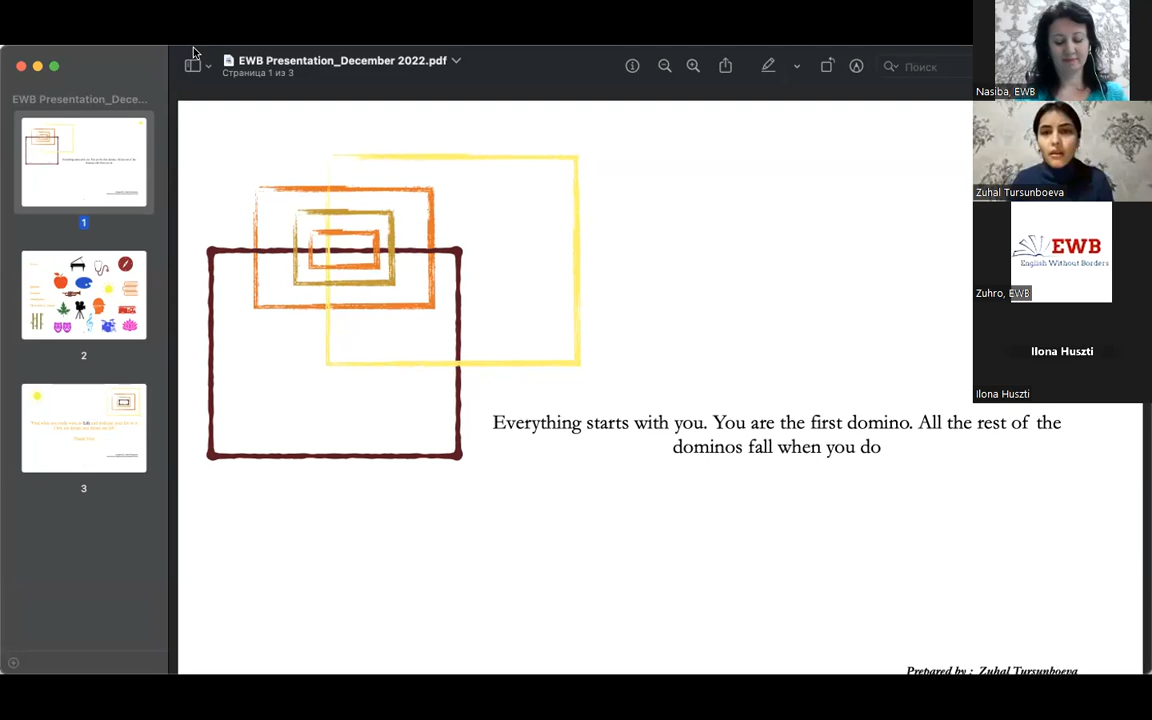 EWB Presentation_December 2022.pdf
Страница 1 из 3
Поиск
EWB Presentation_Dece...
1
2
3
Everything starts with you. You are the first domino. All the rest of the
dominos fall when you do
Prepared by : Zuhal Tursunboeva
Nasiba, EWB
Zuhal Tursunboeva
EWB
English Without Borders
Zuhro, EWB
Ilona Huszti
Ilona Huszti